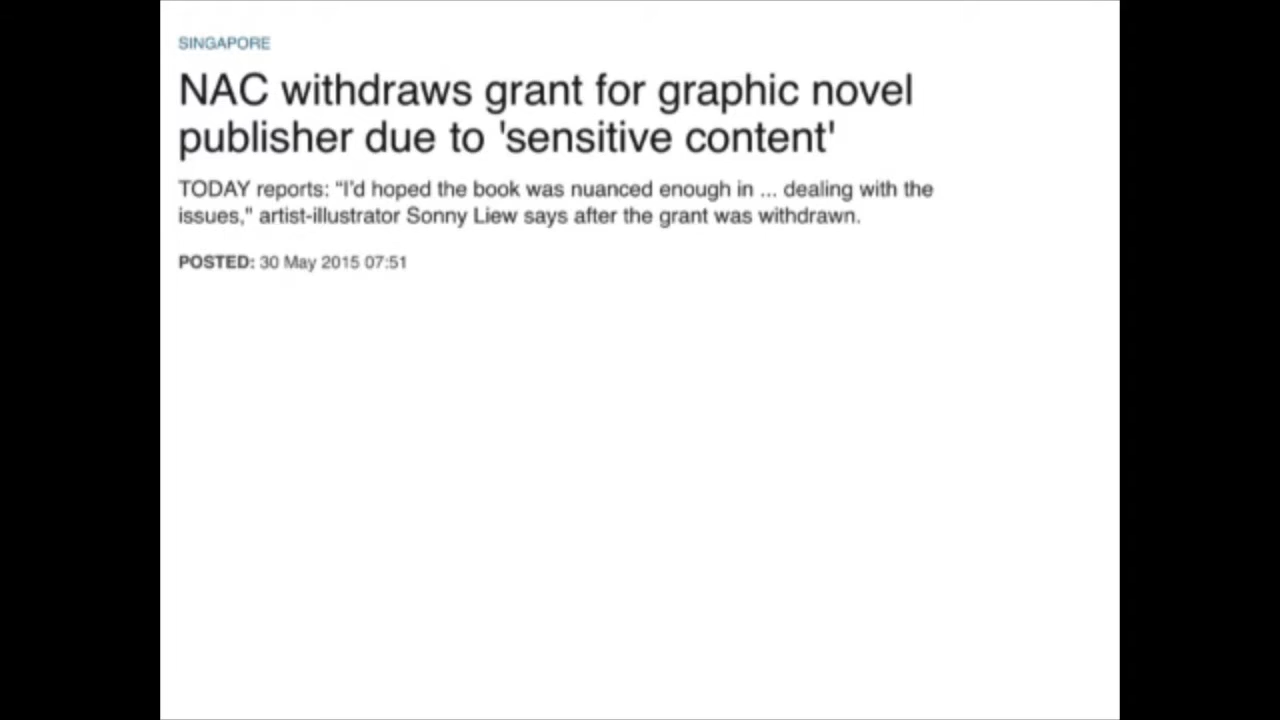 SINGAPORE
NAC withdraws grant for graphic novel
publisher due to 'sensitive content'
TODAY reports: “I'd hoped the book was nuanced enough in ... dealing with the
issues," artist-illustrator Sonny Liew says after the grant was withdrawn.
POSTED: 30 May 2015 07:51